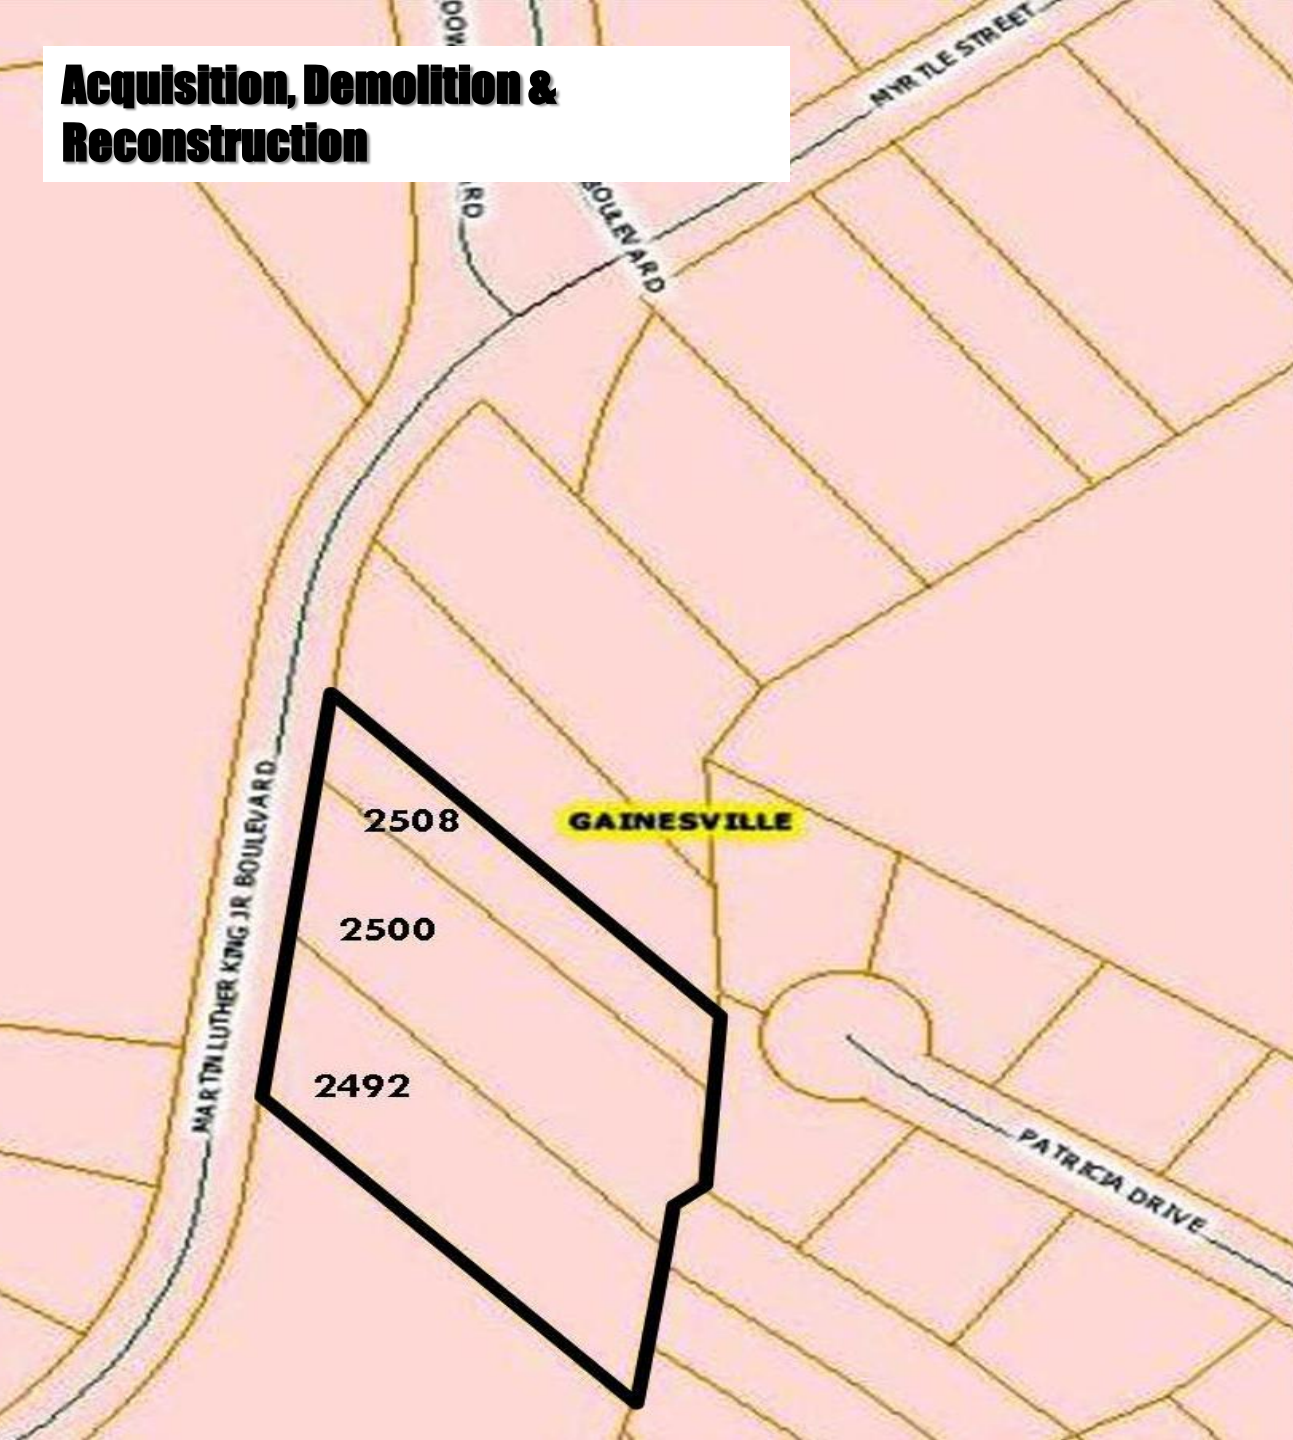 Acquisition, Demolition &
Reconstruction
MYRTLE STREET
BOULEVARD
2508
GAINESVILLE
2500
MARTIN LUTHER KING JR BOULEVARD
2492
PATRICIA DRIVE